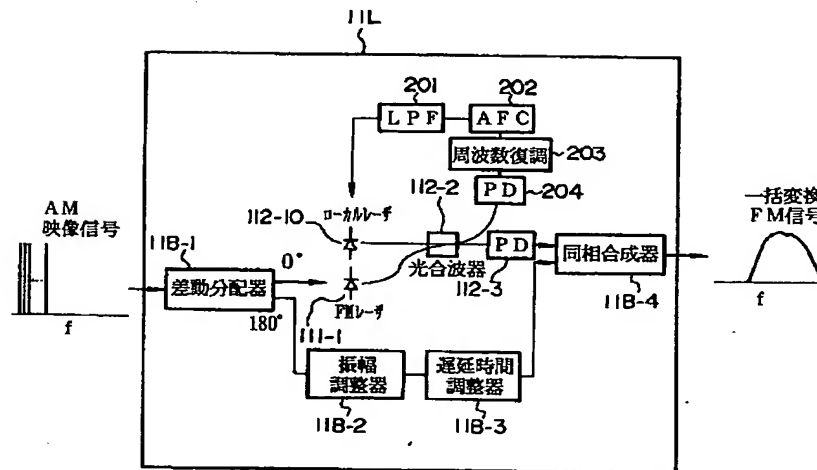 11L
201
202
LPF
AFC
周波数復調
203
112-2
PD
204
AM
映像信号
112-10
ローカルレーザ
一括変換
FM信号
11B-1
0°
光合波器
PD
112-3
同相合成器
11B-4
差動分配器
180°
FMレーザ
111-1
f
f
振幅
調整器
遅延時間
調整器
11B-2
11B-3